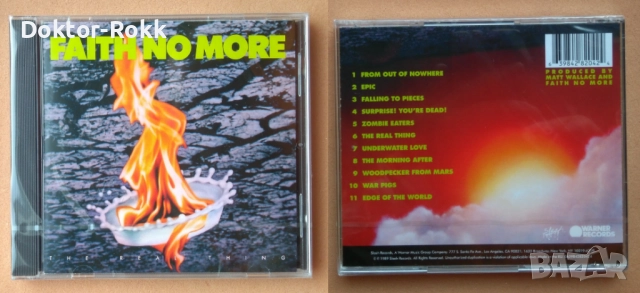 Doktor-Rokk
FAITH NO MORE
THE REAL THING
1 FROM OUT OF NOWHERE
2 EPIC
3 FALLING TO PIECES
4 SURPRISE! YOU'RE DEAD!
5 ZOMBIE EATERS
6 THE REAL THING
7 UNDERWATER LOVE
8 THE MORNING AFTER
9 WOODPECKER FROM MARS
10 WAR PIGS
11 EDGE OF THE WORLD
PRODUCED BY
MATT WALLACE AND
FAITH NO MORE
WARNER
RECORDS
BAZAR.BG